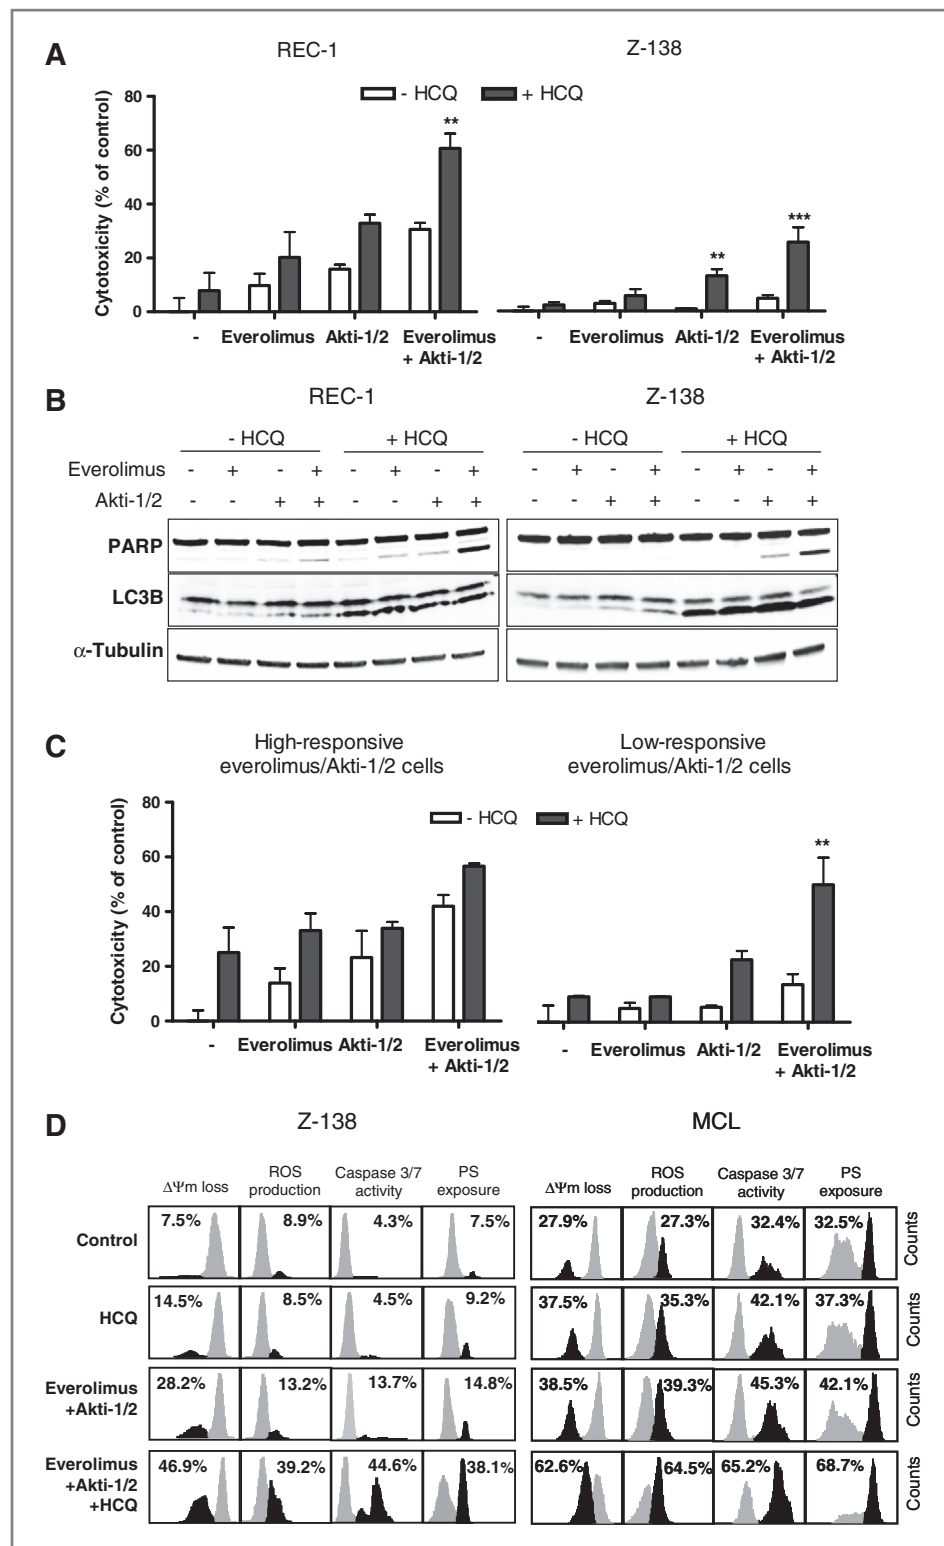 A
REC-1
Z-138
- HCQ
+ HCQ
Cytotoxicity (% of control)
80
60
40
20
0
**
**
***
- Everolimus Akti-1/2 Everolimus + Akti-1/2
- Everolimus Akti-1/2 Everolimus + Akti-1/2
B
REC-1
Z-138
- HCQ
+ HCQ
- HCQ
+ HCQ
Everolimus - + - + - + - + - + - + - + - +
Akti-1/2 - - + + - - + + - - + + - - + +
PARP
LC3B
α-Tubulin
C
High-responsive
everolimus/Akti-1/2 cells
Low-responsive
everolimus/Akti-1/2 cells
- HCQ
+ HCQ
Cytotoxicity (% of control)
80
60
40
20
0
**
- Everolimus Akti-1/2 Everolimus + Akti-1/2
- Everolimus Akti-1/2 Everolimus + Akti-1/2
D
Z-138
MCL
ΔΨm loss
ROS production
Caspase 3/7 activity
PS exposure
ΔΨm loss
ROS production
Caspase 3/7 activity
PS exposure
Control
7.5% 8.9% 4.3% 7.5% 27.9% 27.3% 32.4% 32.5%
Counts
HCQ
14.5% 8.5% 4.5% 9.2% 37.5% 35.3% 42.1% 37.3%
Counts
Everolimus
+Akti-1/2
28.2% 13.2% 13.7% 14.8% 38.5% 39.3% 45.3% 42.1%
Counts
Everolimus
+Akti-1/2
+HCQ
46.9% 39.2% 44.6% 38.1% 62.6% 64.5% 65.2% 68.7%
Counts